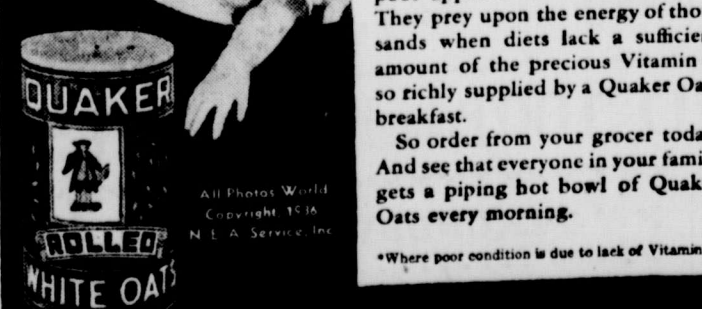 QUAKER
ROLLED
WHITE OATS
All Photos World
Copyright, 1936
N. E. A. Service, Inc
They prey upon the energy of thou
sands when diets lack a sufficien
amount of the precious Vitamin
so richly supplied by a Quaker Oa
breakfast.
So order from your grocer toda
And see that everyone in your fami
gets a piping hot bowl of Quak
Oats every morning.
*Where poor condition is due to lack of Vitamin